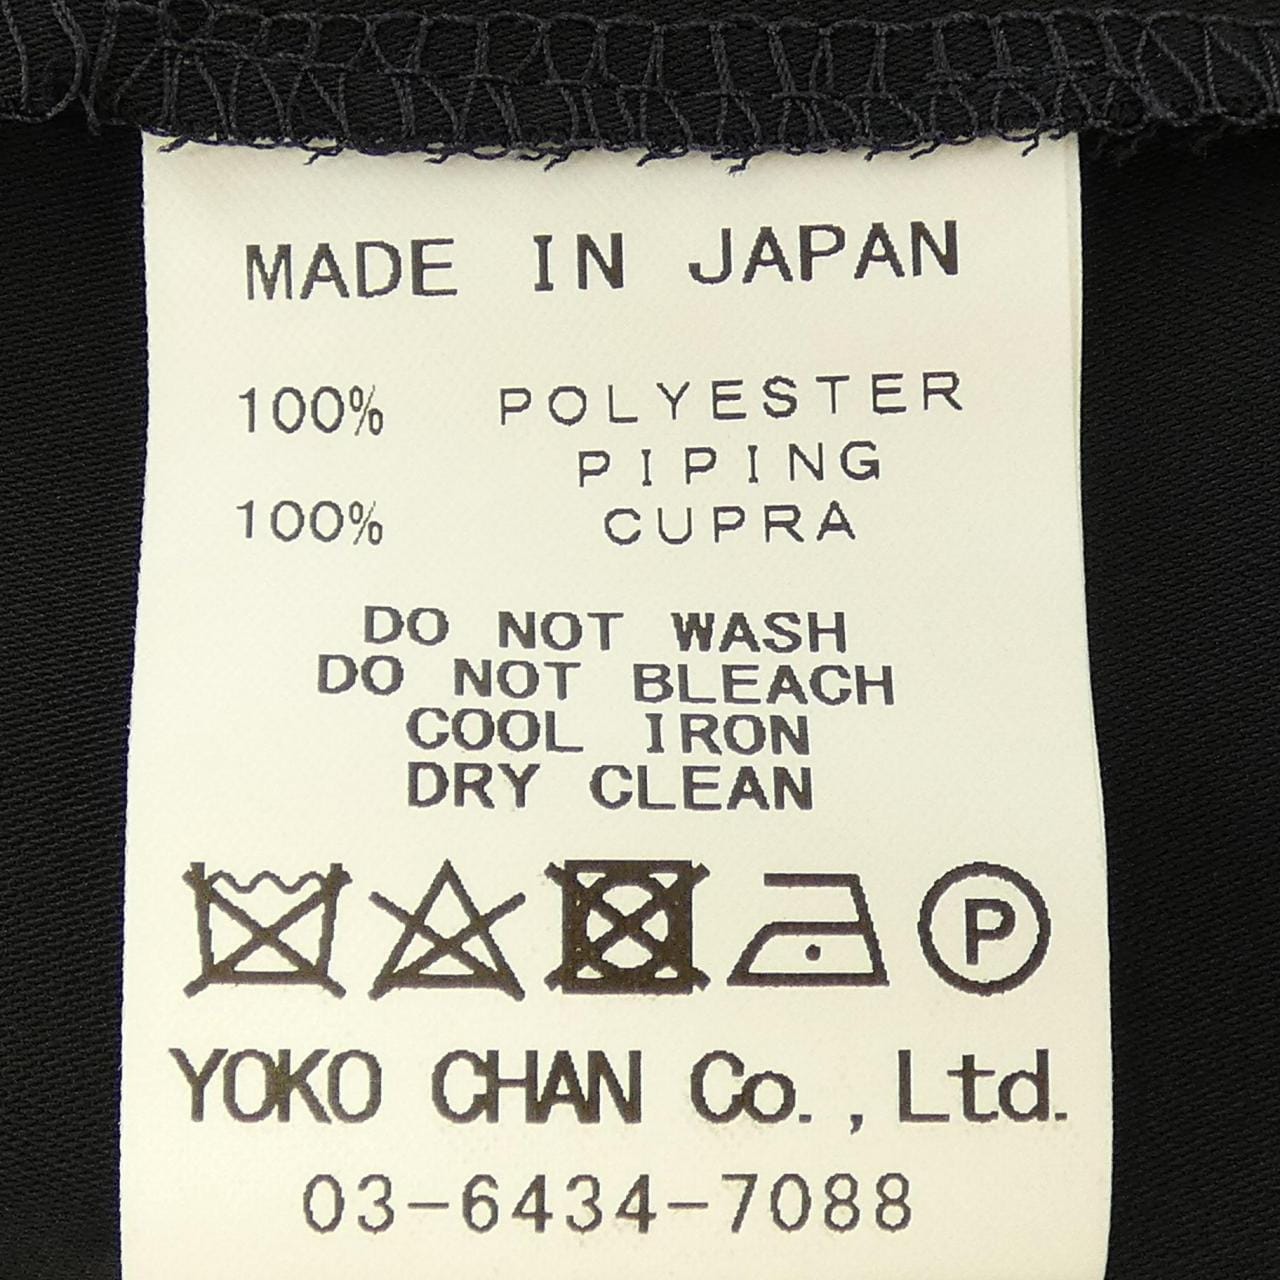 MADE IN JAPAN
100% POLYESTER
PIPING
100% CUPRA
DO NOT WASH
DO NOT BLEACH
COOL IRON
DRY CLEAN
P
YOKO CHAN Co.,Ltd.
03-6434-7088